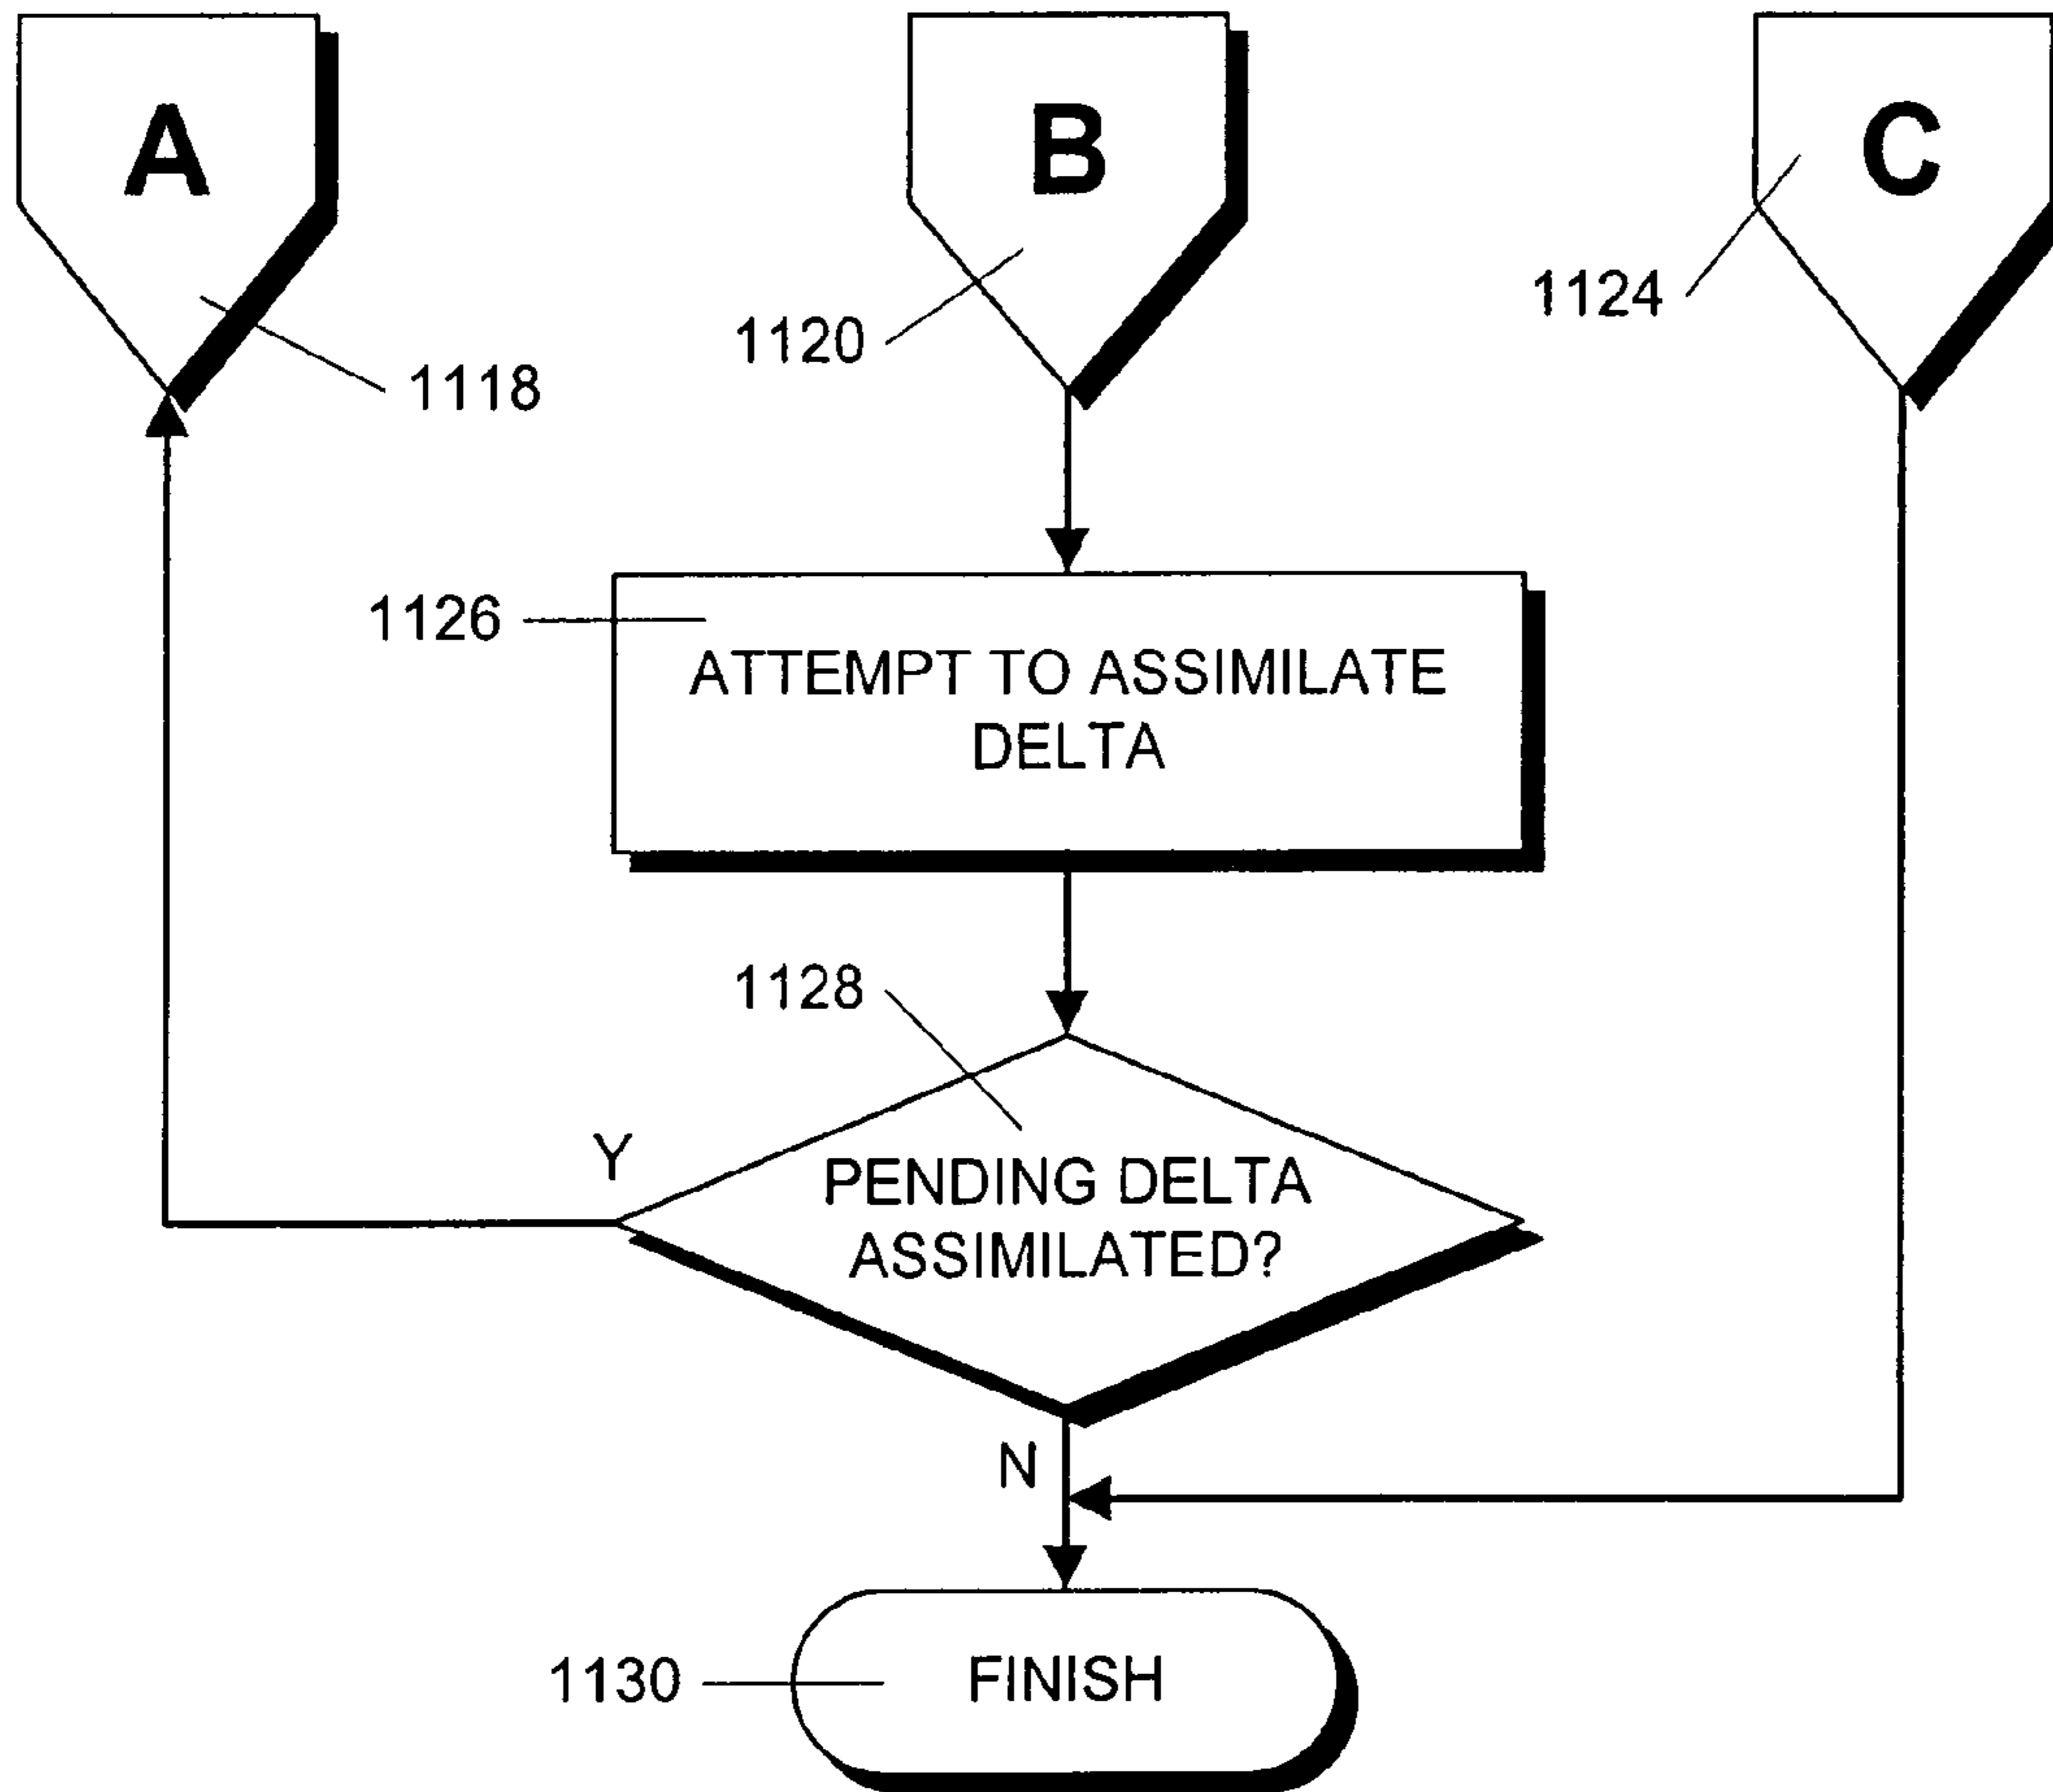 A
B
C
1118
1120
1124
1126
ATTEMPT TO ASSIMILATE
DELTA
1128
Y
PENDING DELTA
ASSIMILATED?
N
1130
FINISH